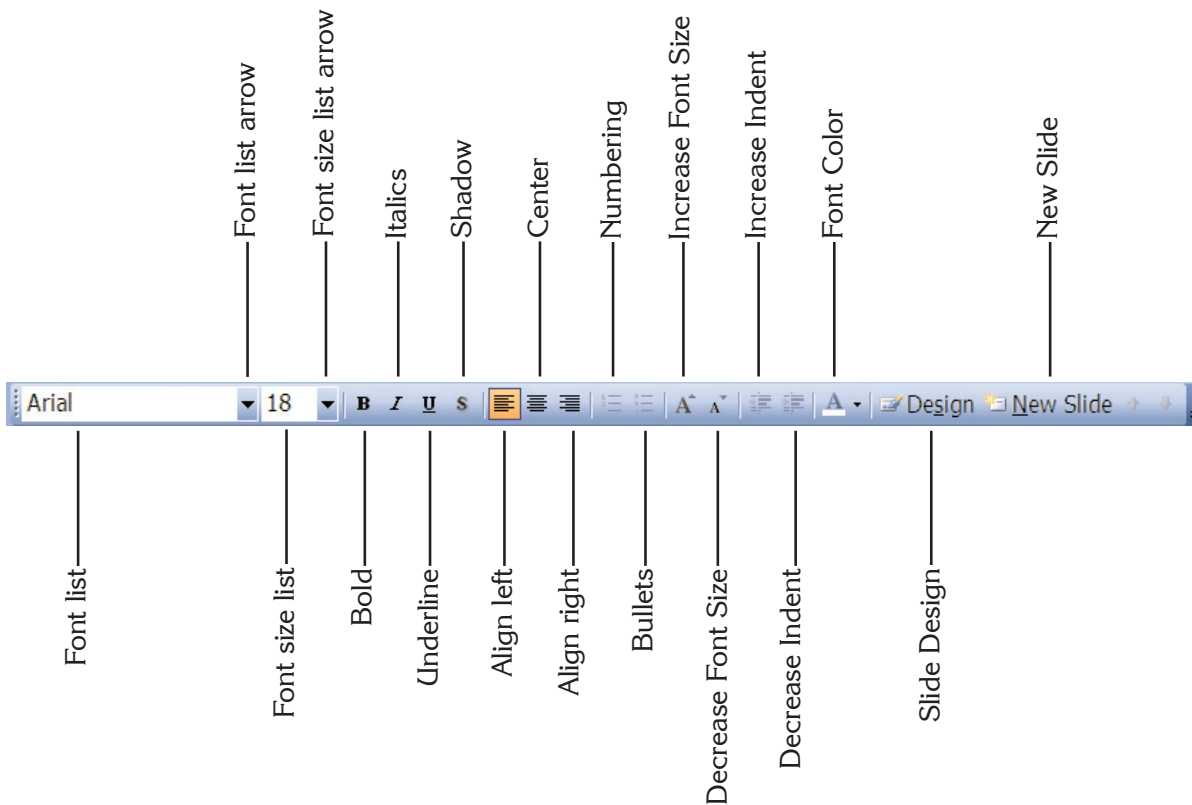 Font list arrow
Font size list arrow
Italics
Shadow
Center
Numbering
Increase Font Size
Increase Indent
Font Color
New Slide
Arial 18 B I U S A A A Design New Slide
Font list
Font size list
Bold
Underline
Align left
Align right
Bullets
Decrease Font Size
Decrease Indent
Slide Design